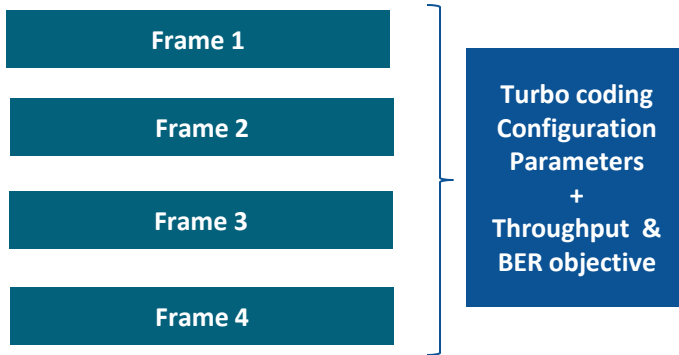 Frame 1
Frame 2
Frame 3
Frame 4
Turbo coding
Configuration
Parameters
+
Throughput &
BER objective